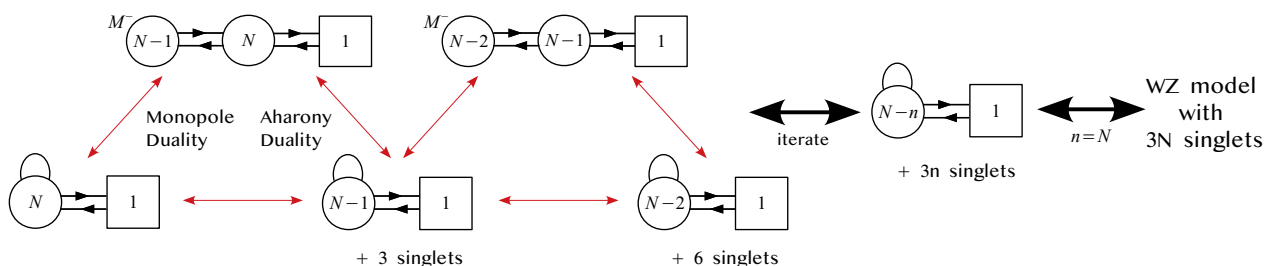 M⁻ N−1 N 1 M⁻ N−2 N−1 1
Monopole
Duality
Aharony
Duality
N−n 1
iterate
n=N
WZ model
with
3N singlets
+ 3n singlets
N 1 N−1 1 N−2 1
+ 3 singlets + 6 singlets